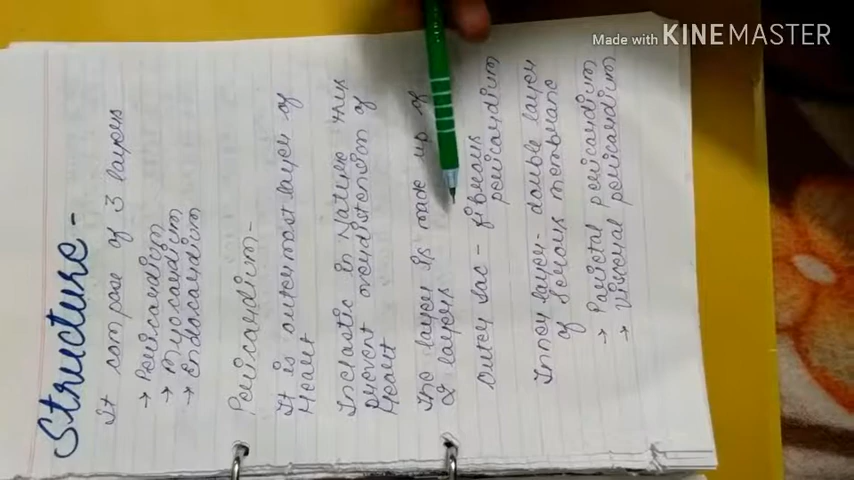 Made with KINEMASTER
Structure -
It compose of 3 layers
→ Pericardium
→ Myocardium
→ Endocardium
Pericardium -
It is outermost layer of
Heart
Inelastic in Nature this
prevent overdistention of
Heart
The layer is made up of
2 layers
Outer Sac - fibrous
pericardium
Inner layer - double layer
of Serous membrane
→ Parietal pericardium
→ visceral pericardium